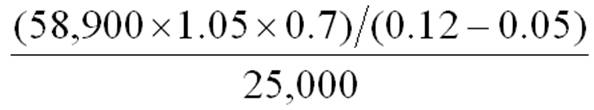 (58,900 × 1.05 × 0.7)/(0.12 – 0.05)
25,000